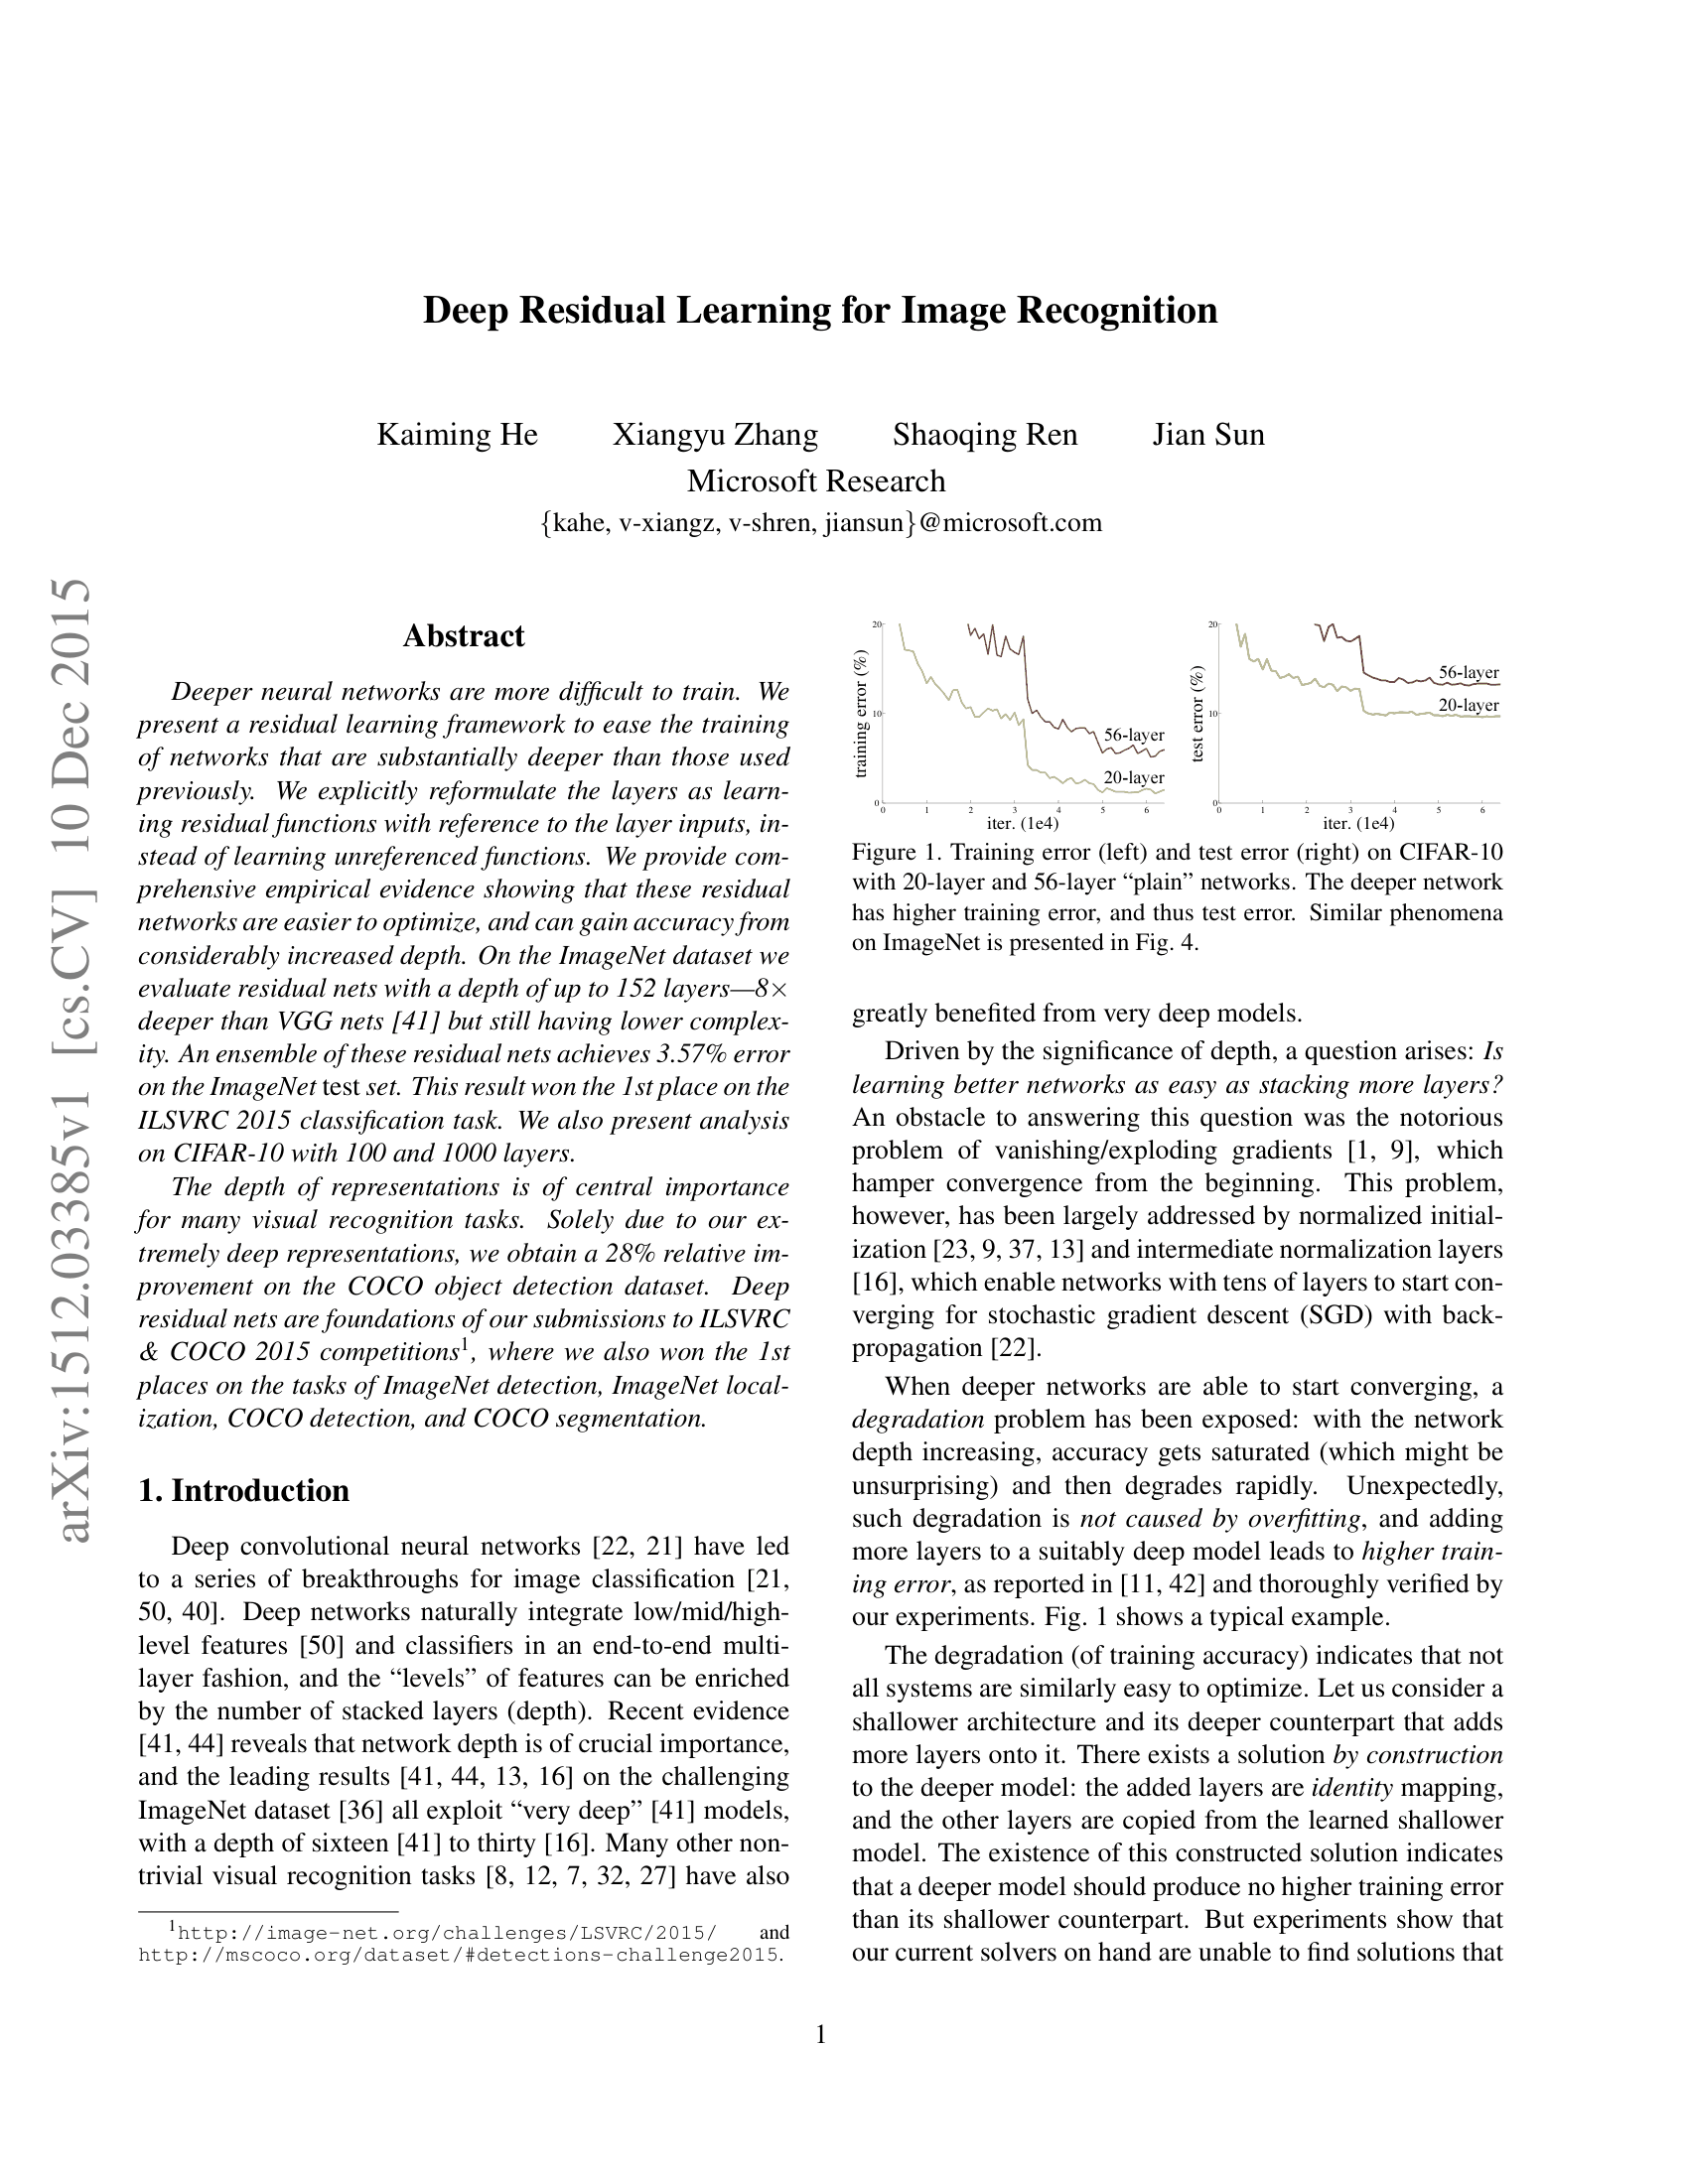 Deep Residual Learning for Image Recognition
Kaiming He Xiangyu Zhang Shaoqing Ren Jian Sun
Microsoft Research
{kahe, v-xiangz, v-shren, jiansun}@microsoft.com
arXiv:1512.03385v1 [cs.CV] 10 Dec 2015
Abstract
Deeper neural networks are more difficult to train. We
present a residual learning framework to ease the training
of networks that are substantially deeper than those used
previously. We explicitly reformulate the layers as learn-
ing residual functions with reference to the layer inputs, in-
stead of learning unreferenced functions. We provide com-
prehensive empirical evidence showing that these residual
networks are easier to optimize, and can gain accuracy from
considerably increased depth. On the ImageNet dataset we
evaluate residual nets with a depth of up to 152 layers—8×
deeper than VGG nets [41] but still having lower complex-
ity. An ensemble of these residual nets achieves 3.57% error
on the ImageNet test set. This result won the 1st place on the
ILSVRC 2015 classification task. We also present analysis
on CIFAR-10 with 100 and 1000 layers.
The depth of representations is of central importance
for many visual recognition tasks. Solely due to our ex-
tremely deep representations, we obtain a 28% relative im-
provement on the COCO object detection dataset. Deep
residual nets are foundations of our submissions to ILSVRC
& COCO 2015 competitions1, where we also won the 1st
places on the tasks of ImageNet detection, ImageNet local-
ization, COCO detection, and COCO segmentation.
1. Introduction
Deep convolutional neural networks [22, 21] have led
to a series of breakthroughs for image classification [21,
50, 40]. Deep networks naturally integrate low/mid/high-
level features [50] and classifiers in an end-to-end multi-
layer fashion, and the “levels” of features can be enriched
by the number of stacked layers (depth). Recent evidence
[41, 44] reveals that network depth is of crucial importance,
and the leading results [41, 44, 13, 16] on the challenging
ImageNet dataset [36] all exploit “very deep” [41] models,
with a depth of sixteen [41] to thirty [16]. Many other non-
trivial visual recognition tasks [8, 12, 7, 32, 27] have also
1http://image-net.org/challenges/LSVRC/2015/ and
http://mscoco.org/dataset/#detections-challenge2015.
20
10
0
training error (%)
56-layer
20-layer
0 1 2 3 4 5 6
iter. (1e4)
20
10
0
test error (%)
56-layer
20-layer
0 1 2 3 4 5 6
iter. (1e4)
Figure 1. Training error (left) and test error (right) on CIFAR-10
with 20-layer and 56-layer “plain” networks. The deeper network
has higher training error, and thus test error. Similar phenomena
on ImageNet is presented in Fig. 4.
greatly benefited from very deep models.
Driven by the significance of depth, a question arises: Is
learning better networks as easy as stacking more layers?
An obstacle to answering this question was the notorious
problem of vanishing/exploding gradients [1, 9], which
hamper convergence from the beginning. This problem,
however, has been largely addressed by normalized initial-
ization [23, 9, 37, 13] and intermediate normalization layers
[16], which enable networks with tens of layers to start con-
verging for stochastic gradient descent (SGD) with back-
propagation [22].
When deeper networks are able to start converging, a
degradation problem has been exposed: with the network
depth increasing, accuracy gets saturated (which might be
unsurprising) and then degrades rapidly. Unexpectedly,
such degradation is not caused by overfitting, and adding
more layers to a suitably deep model leads to higher train-
ing error, as reported in [11, 42] and thoroughly verified by
our experiments. Fig. 1 shows a typical example.
The degradation (of training accuracy) indicates that not
all systems are similarly easy to optimize. Let us consider a
shallower architecture and its deeper counterpart that adds
more layers onto it. There exists a solution by construction
to the deeper model: the added layers are identity mapping,
and the other layers are copied from the learned shallower
model. The existence of this constructed solution indicates
that a deeper model should produce no higher training error
than its shallower counterpart. But experiments show that
our current solvers on hand are unable to find solutions that
1